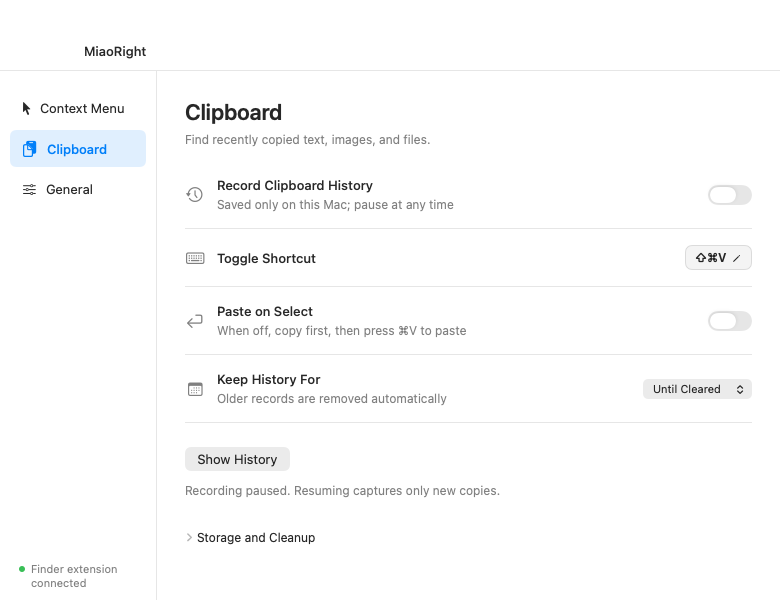 MiaoRight
Context Menu
Clipboard
General
Finder extension
connected
Clipboard
Find recently copied text, images, and files.
Record Clipboard History
Saved only on this Mac; pause at any time
Toggle Shortcut
⇧⌘V
Paste on Select
When off, copy first, then press ⌘V to paste
Keep History For
Older records are removed automatically
Until Cleared
Show History
Recording paused. Resuming captures only new copies.
Storage and Cleanup